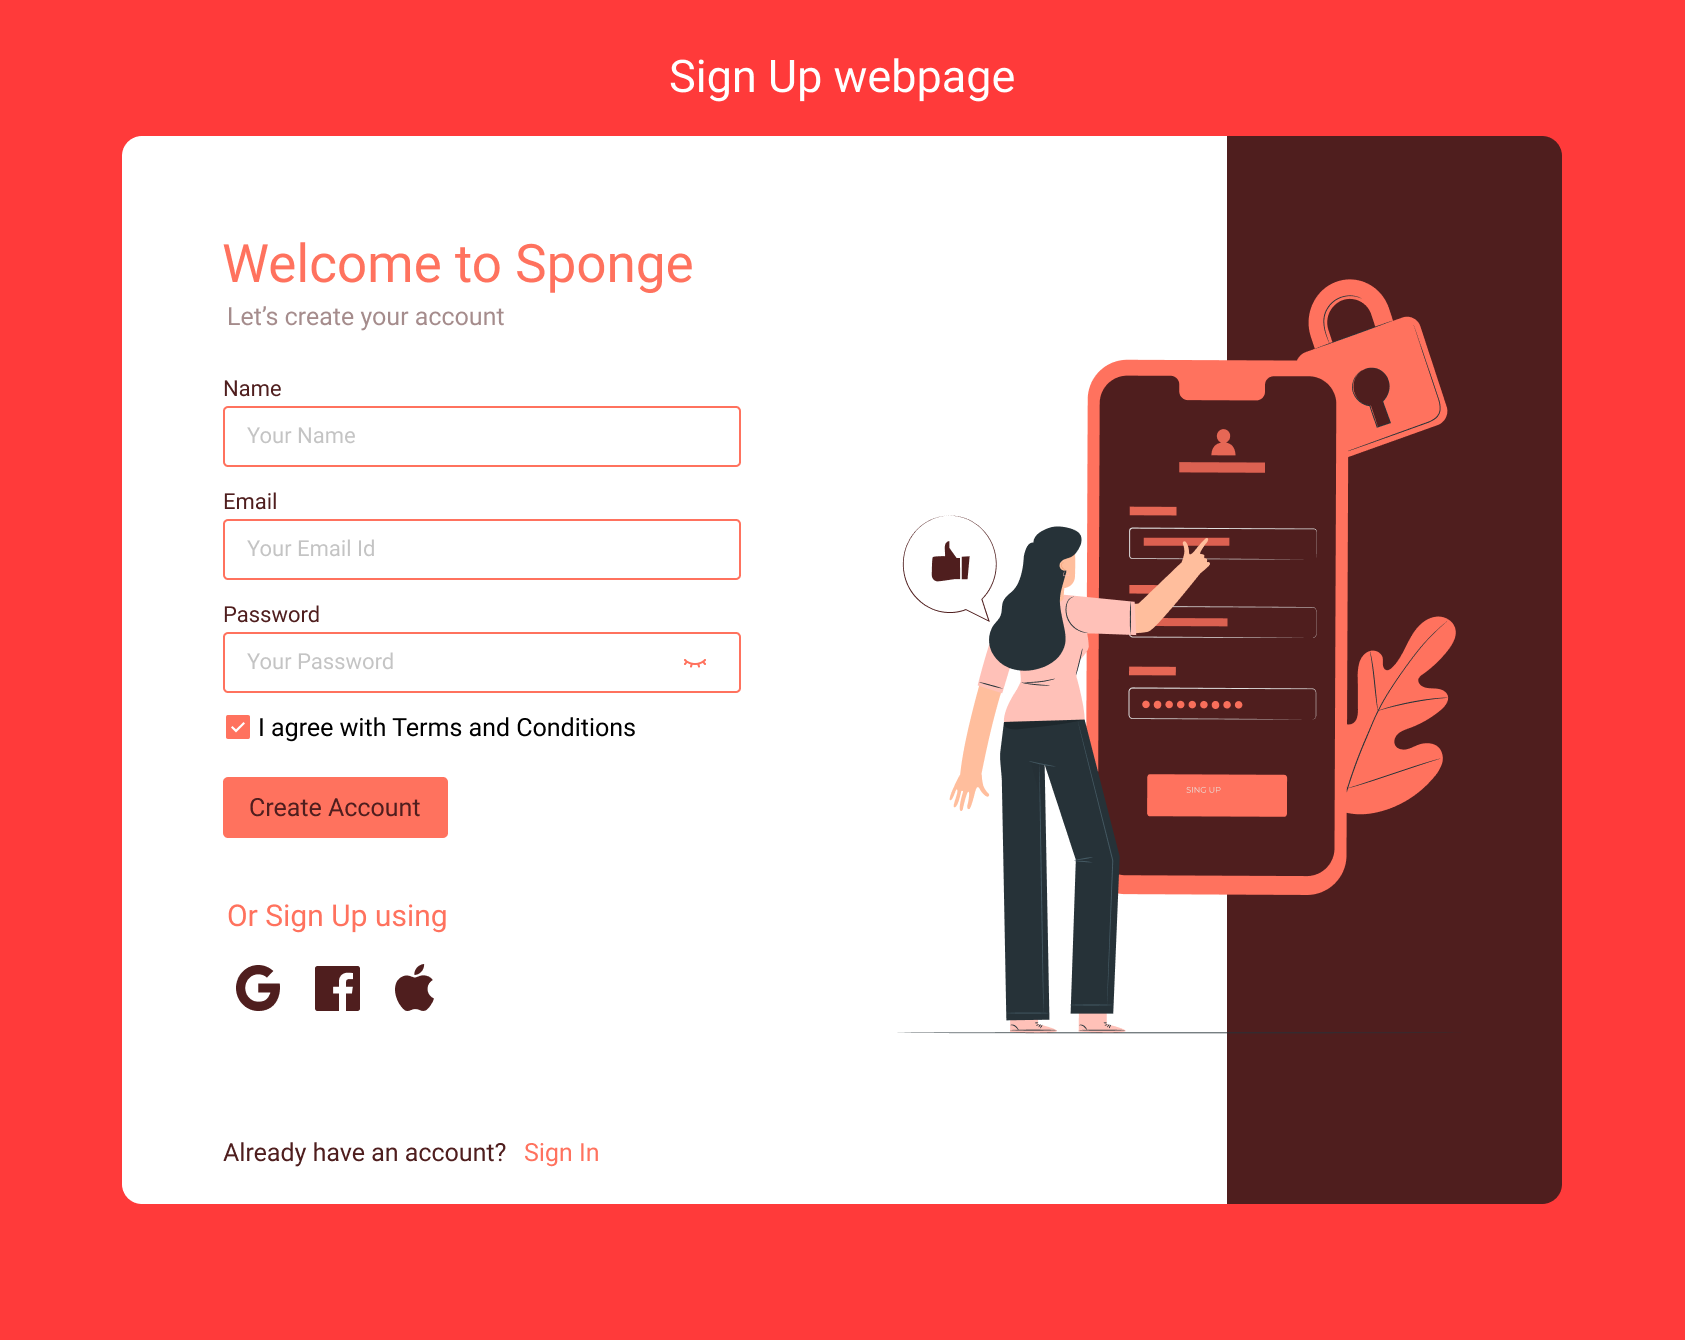 Sign Up webpage
Welcome to Sponge
Let’s create your account
Name
Your Name
Email
Your Email Id
Password
Your Password
I agree with Terms and Conditions
Create Account
Or Sign Up using
Already have an account? Sign In
SING UP